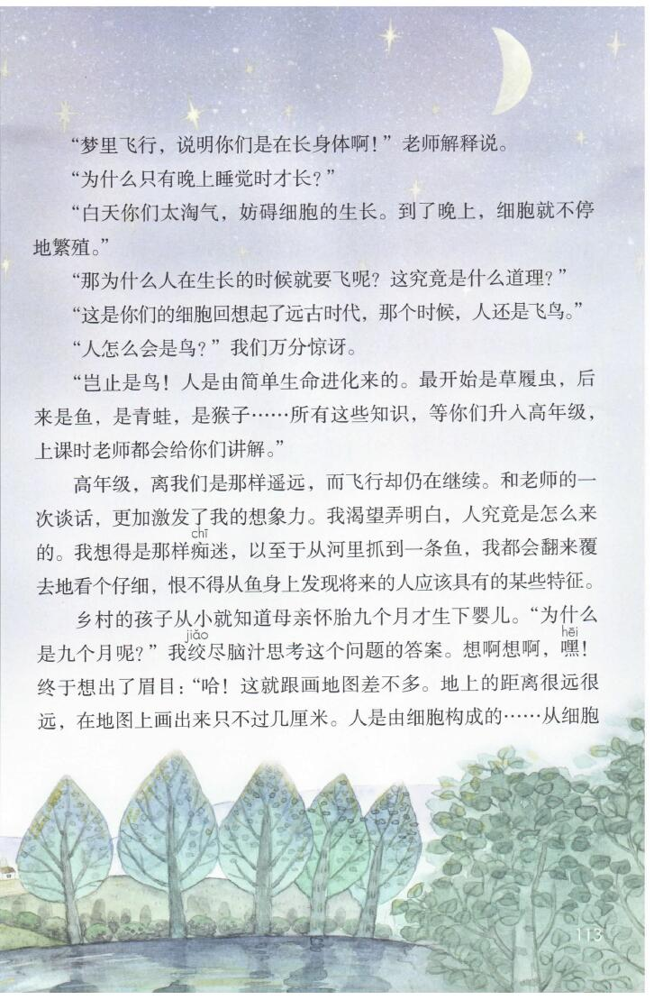 “梦里飞行，说明你们是在长身体啊！”老师解释说。
“为什么只有晚上睡觉时才长？”
“白天你们太淘气，妨碍细胞的生长。到了晚上，细胞就不停
地繁殖。”
“那为什么人在生长的时候就要飞呢？这究竟是什么道理？”
“这是你们的细胞回想起了远古时代，那个时候，人还是飞鸟。”
“人怎么会是鸟？”我们万分惊讶。
“岂止是鸟！人是由简单生命进化来的。最开始是草履虫，后
来是鱼，是青蛙，是猴子……所有这些知识，等你们升入高年级，
上课时老师都会给你们讲解。”
高年级，离我们是那样遥远，而飞行却仍在继续。和老师的一
次谈话，更加激发了我的想象力。我渴望弄明白，人究竟是怎么来
chī
的。我想得是那样痴迷，以至于从河里抓到一条鱼，我都会翻来覆
去地看个仔细，恨不得从鱼身上发现将来的人应该具有的某些特征。
乡村的孩子从小就知道母亲怀胎九个月才生下婴儿。“为什么
jiǎo hēi
是九个月呢？”我绞尽脑汁思考这个问题的答案。想啊想啊，嘿！
终于想出了眉目：“哈！这就跟画地图差不多。地上的距离很远很
远，在地图上画出来只不过几厘米。人是由细胞构成的……从细胞
113